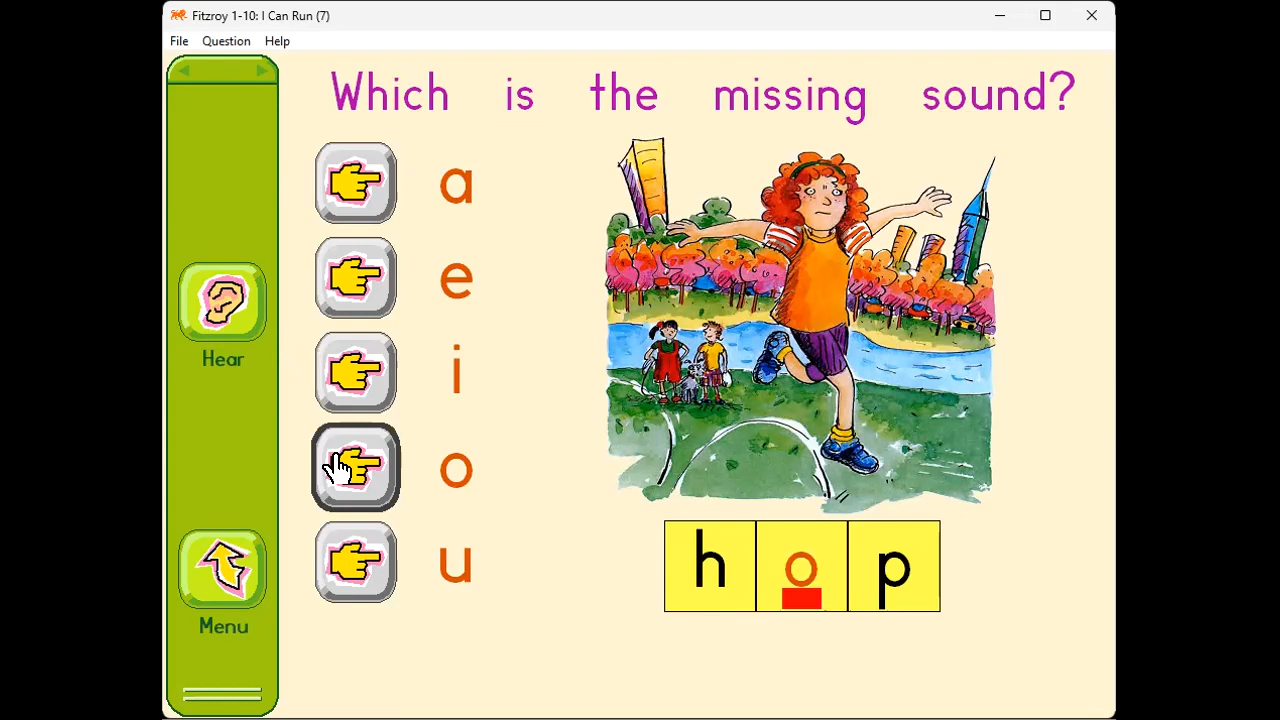 Fitzroy 1-10: I Can Run (7)
File Question Help
Which is the missing sound?
a
e
i
o
u
Hear
Menu
h o p